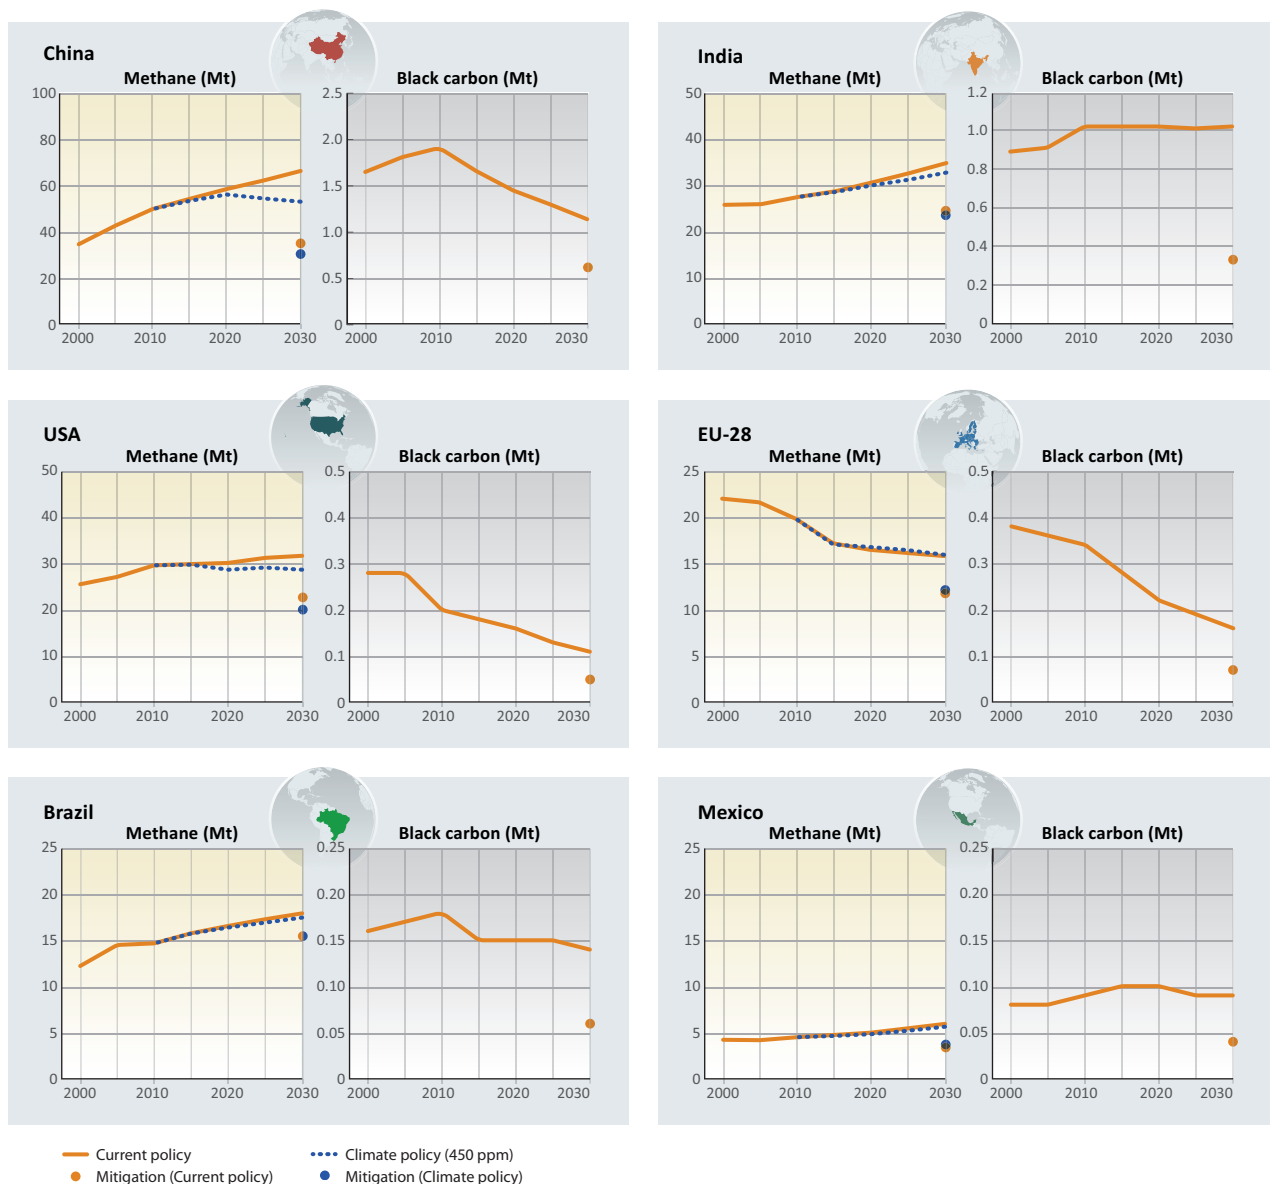 China
Methane (Mt)
Black carbon (Mt)
100
80
60
40
20
0
2000 2010 2020 2030
2.5
2.0
1.5
1.0
0.5
0
2000 2010 2020 2030
India
Methane (Mt)
Black carbon (Mt)
50
40
30
20
10
0
2000 2010 2020 2030
1.2
1.0
0.8
0.6
0.4
0.2
0
2000 2010 2020 2030
USA
Methane (Mt)
Black carbon (Mt)
50
40
30
20
10
0
2000 2010 2020 2030
0.5
0.4
0.3
0.2
0.1
0
2000 2010 2020 2030
EU-28
Methane (Mt)
Black carbon (Mt)
25
20
15
10
5
0
2000 2010 2020 2030
0.5
0.4
0.3
0.2
0.1
0
2000 2010 2020 2030
Brazil
Methane (Mt)
Black carbon (Mt)
25
20
15
10
5
0
2000 2010 2020 2030
0.25
0.20
0.15
0.10
0.05
0
2000 2010 2020 2030
Mexico
Methane (Mt)
Black carbon (Mt)
25
20
15
10
5
0
2000 2010 2020 2030
0.25
0.20
0.15
0.10
0.05
0
2000 2010 2020 2030
Current policy
Climate policy (450 ppm)
Mitigation (Current policy)
Mitigation (Climate policy)